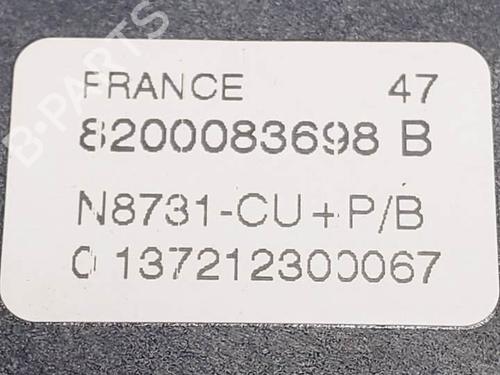 FRANCE 47
8200083698 B
N8731-CU+P/B
0 137212300067
B-PARTS